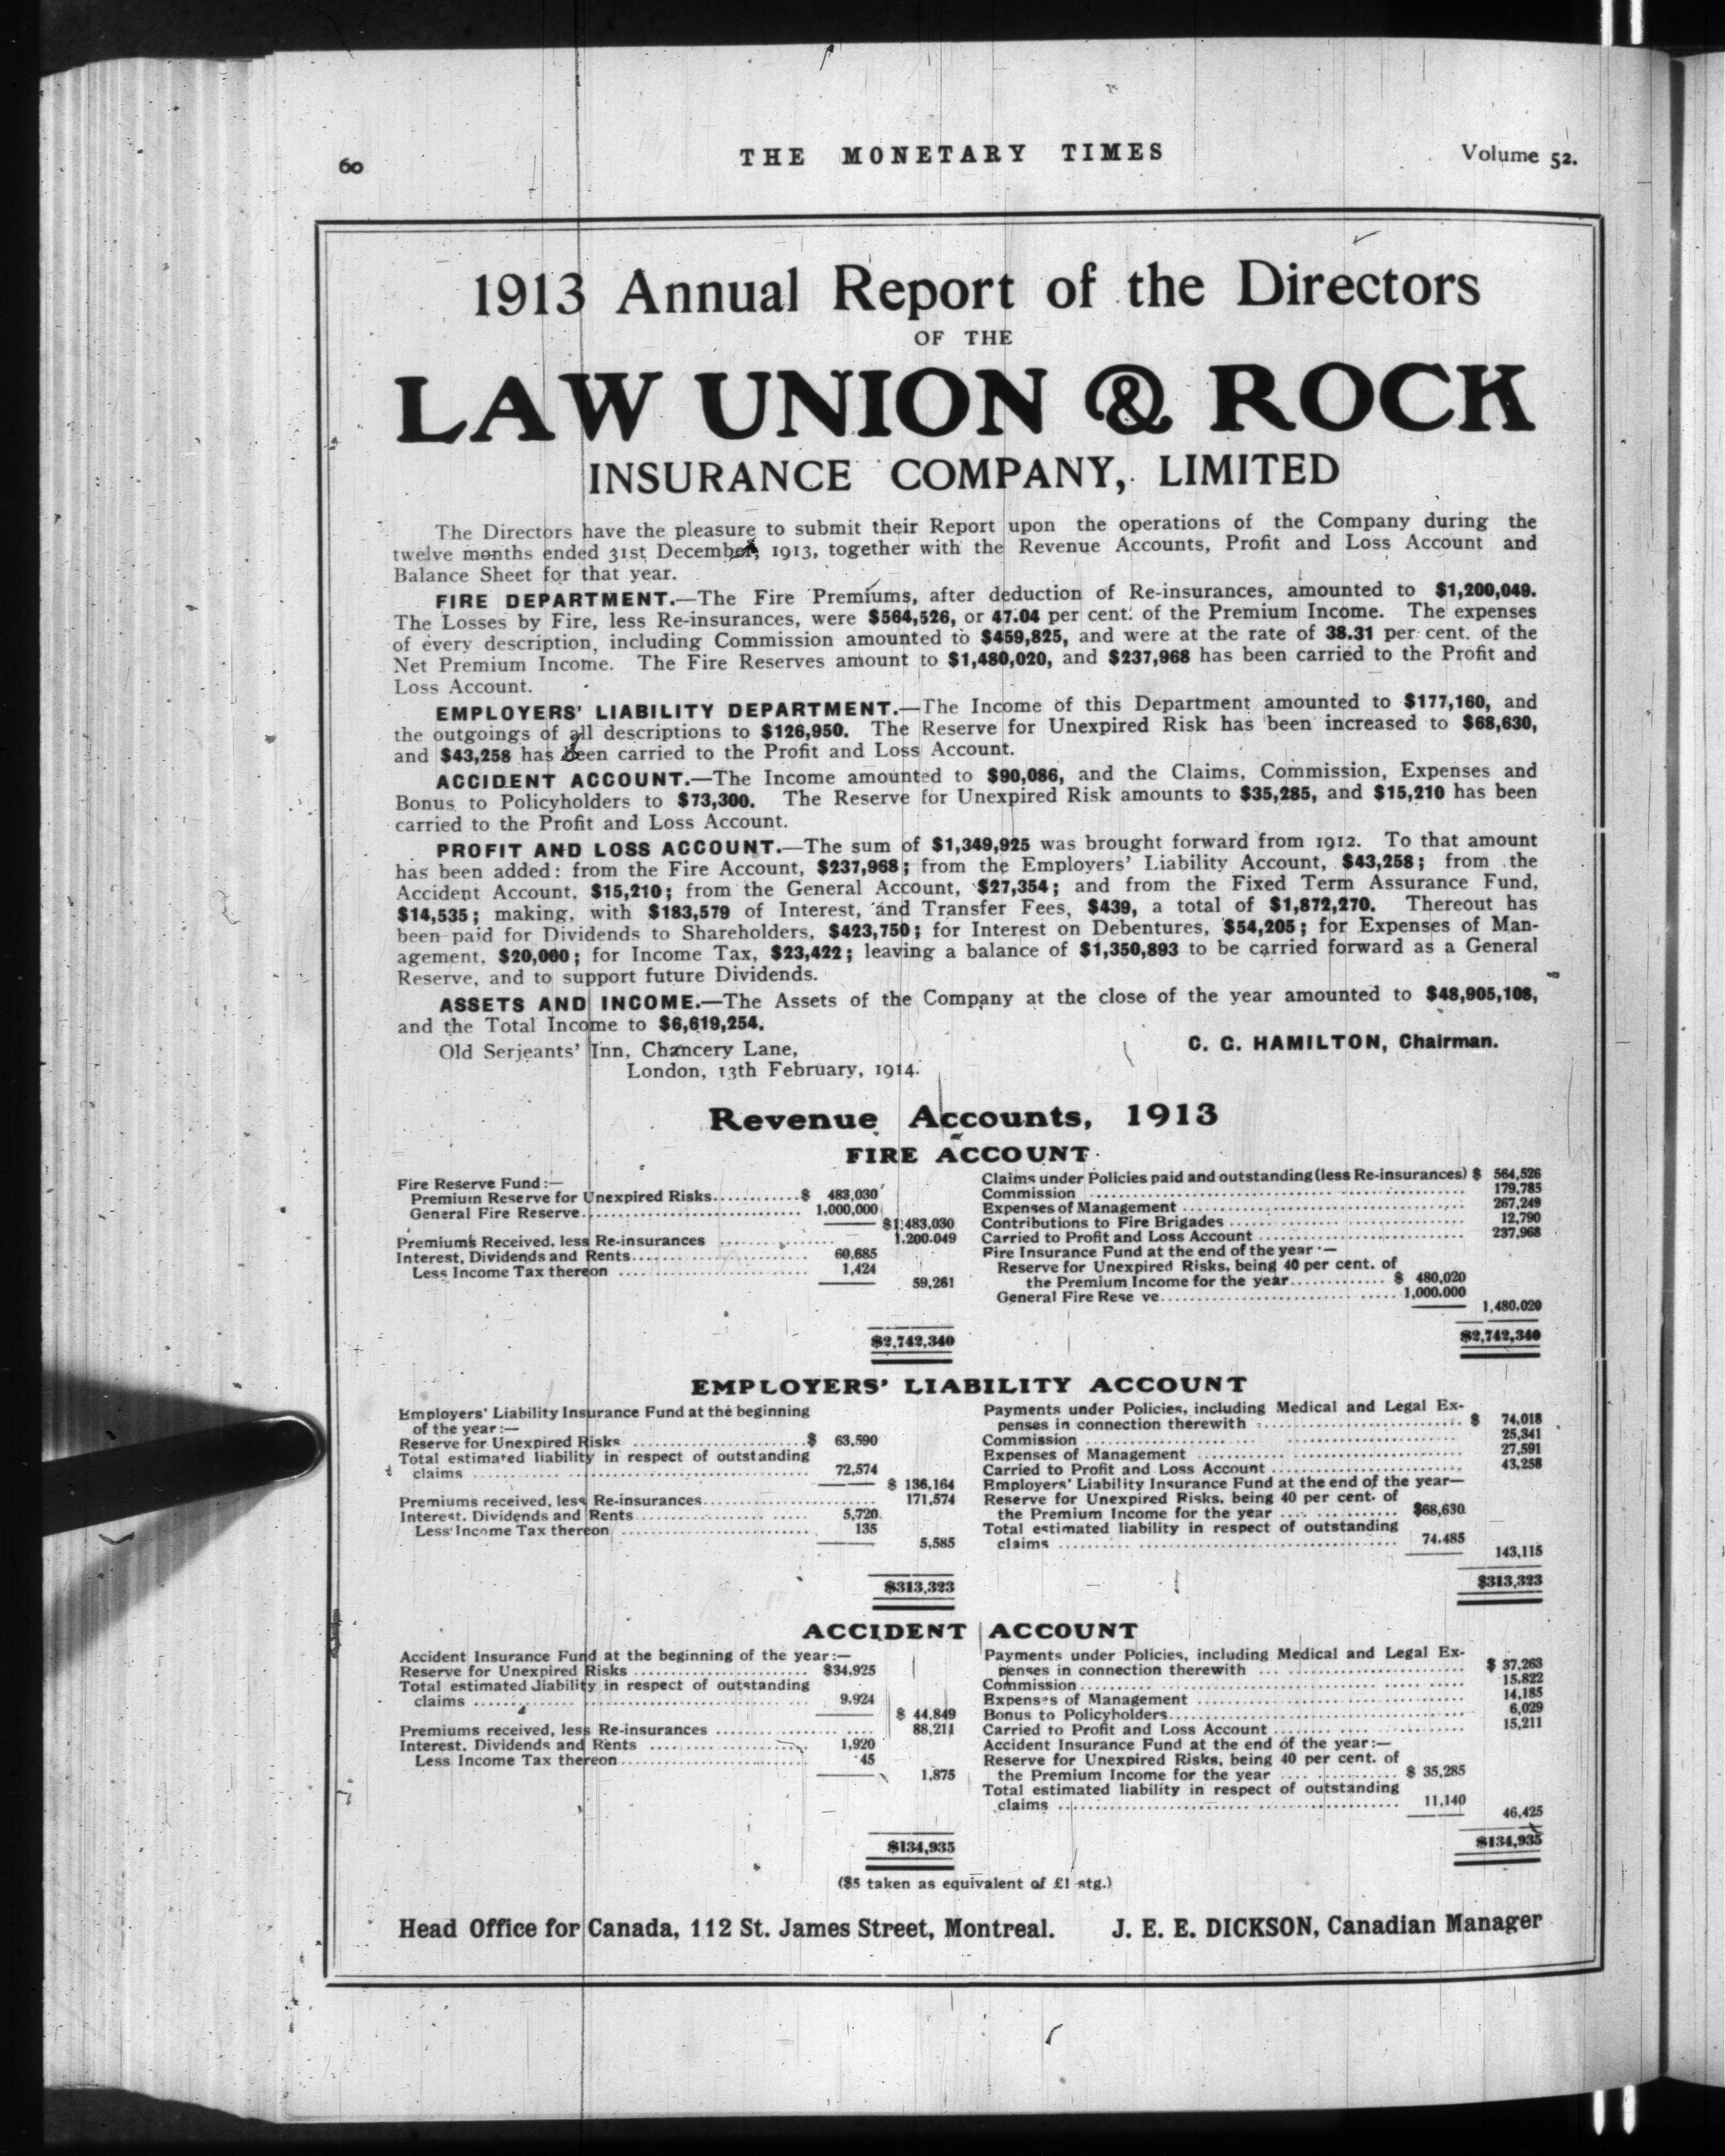 60
THE MONETARY TIMES
Volume 52.
1913 Annual Report of the Directors
OF THE
LAW UNION & ROCK
INSURANCE COMPANY, LIMITED
The Directors have the pleasure to submit their Report upon the operations of the Company during the
twelve months ended 31st December, 1913, together with the Revenue Accounts, Profit and Loss Account and
Balance Sheet for that year.
FIRE DEPARTMENT.—The Fire Premiums, after deduction of Re-insurances, amounted to $1,200,049.
The Losses by Fire, less Re-insurances, were $564,526, or 47.04 per cent. of the Premium Income. The expenses
of every description, including Commission amounted to $459,825, and were at the rate of 38.31 per cent. of the
Net Premium Income. The Fire Reserves amount to $1,480,020, and $237,968 has been carried to the Profit and
Loss Account.
EMPLOYERS' LIABILITY DEPARTMENT.—The Income of this Department amounted to $177,160, and
the outgoings of all descriptions to $126,950. The Reserve for Unexpired Risk has been increased to $68,630,
and $43,258 has been carried to the Profit and Loss Account.
ACCIDENT ACCOUNT.—The Income amounted to $90,086, and the Claims, Commission, Expenses and
Bonus to Policyholders to $73,300. The Reserve for Unexpired Risk amounts to $35,285, and $15,210 has been
carried to the Profit and Loss Account.
PROFIT AND LOSS ACCOUNT.—The sum of $1,349,925 was brought forward from 1912. To that amount
has been added: from the Fire Account, $237,968; from the Employers' Liability Account, $43,258; from the
Accident Account, $15,210; from the General Account, $27,354; and from the Fixed Term Assurance Fund,
$14,535; making, with $183,579 of Interest, and Transfer Fees, $439, a total of $1,872,270. Thereout has
been paid for Dividends to Shareholders, $423,750; for Interest on Debentures, $54,205; for Expenses of Man-
agement, $20,000; for Income Tax, $23,422; leaving a balance of $1,350,893 to be carried forward as a General
Reserve, and to support future Dividends.
ASSETS AND INCOME.—The Assets of the Company at the close of the year amounted to $48,905,108,
and the Total Income to $6,619,254.
C. G. HAMILTON, Chairman.
Old Serjeants' Inn, Chancery Lane,
London, 13th February, 1914.
Revenue Accounts, 1913
FIRE ACCOUNT
Fire Reserve Fund:—
Premium Reserve for Unexpired Risks............$ 483,030
General Fire Reserve.............................. 1,000,000
$1,483,030
Premiums Received, less Re-insurances .............. 1,200,049
Interest, Dividends and Rents........................ 60,685
Less Income Tax thereon ........................ 1,424
59,261
$2,742,340
Claims under Policies paid and outstanding (less Re-insurances) $ 564,526
Commission ........................ 179,785
Expenses of Management ........................ 267,249
Contributions to Fire Brigades ........................ 12,790
Carried to Profit and Loss Account ........................ 237,968
Fire Insurance Fund at the end of the year:—
Reserve for Unexpired Risks, being 40 per cent. of
the Premium Income for the year............. $ 480,020
General Fire Rese ve........................ 1,000,000
1,480,020
$2,742,340
EMPLOYERS' LIABILITY ACCOUNT
Employers' Liability Insurance Fund at the beginning
of the year:—
Reserve for Unexpired Risks ........................$ 63,590
Total estimated liability in respect of outstanding
claims ........................ 72,574
$ 136,164
Premiums received, less Re-insurances........................ 171,574
Interest, Dividends and Rents........................ 5,720
Less Income Tax thereon ........................ 135
5,585
$313,323
Payments under Policies, including Medical and Legal Ex-
penses in connection therewith ........................ $ 74,018
Commission ........................ 25,341
Expenses of Management ........................ 27,591
Carried to Profit and Loss Account ........................ 43,258
Employers' Liability Insurance Fund at the end of the year—
Reserve for Unexpired Risks, being 40 per cent. of
the Premium Income for the year ............. $68,630
Total estimated liability in respect of outstanding
claims ........................ 74,485
143,115
$313,323
ACCIDENT ACCOUNT
Accident Insurance Fund at the beginning of the year:—
Reserve for Unexpired Risks ........................ $34,925
Total estimated liability in respect of outstanding
claims ........................ 9,924
$ 44,849
Premiums received, less Re-insurances ........................ 88,211
Interest, Dividends and Rents ........................ 1,920
Less Income Tax thereon........................ 45
1,875
$134,935
Payments under Policies, including Medical and Legal Ex-
penses in connection therewith ........................ $ 37,263
Commission........................ 15,822
Expenses of Management ........................ 14,185
Bonus to Policyholders........................ 6,029
Carried to Profit and Loss Account ........................ 15,211
Accident Insurance Fund at the end of the year:—
Reserve for Unexpired Risks, being 40 per cent. of
the Premium Income for the year ............. $ 35,285
Total estimated liability in respect of outstanding
claims ........................ 11,140
46,425
$134,935
($5 taken as equivalent of £1 stg.)
Head Office for Canada, 112 St. James Street, Montreal. J. E. E. DICKSON, Canadian Manager